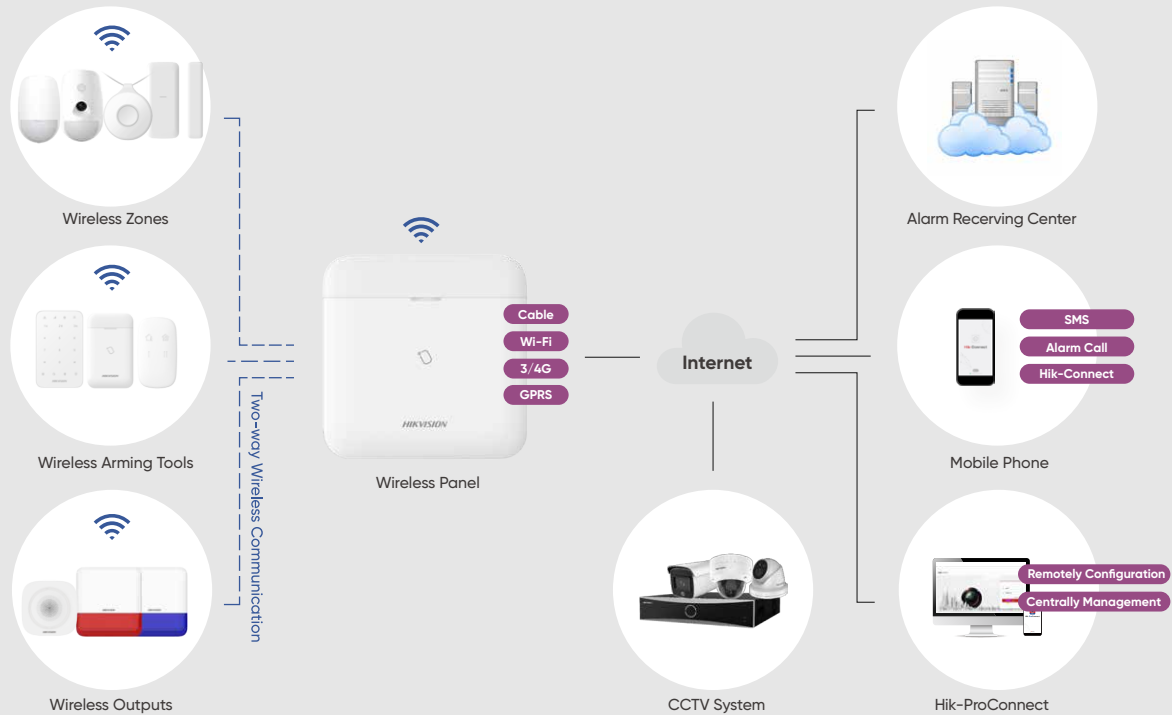 Wireless Zones
Wireless Arming Tools
Wireless Outputs
Two-way Wireless Communication
HIKVISION
Wireless Panel
Cable
Wi-Fi
3/4G
GPRS
Internet
CCTV System
Alarm Recerving Center
SMS
Alarm Call
Hik-Connect
Mobile Phone
Remotely Configuration
Centrally Management
Hik-ProConnect